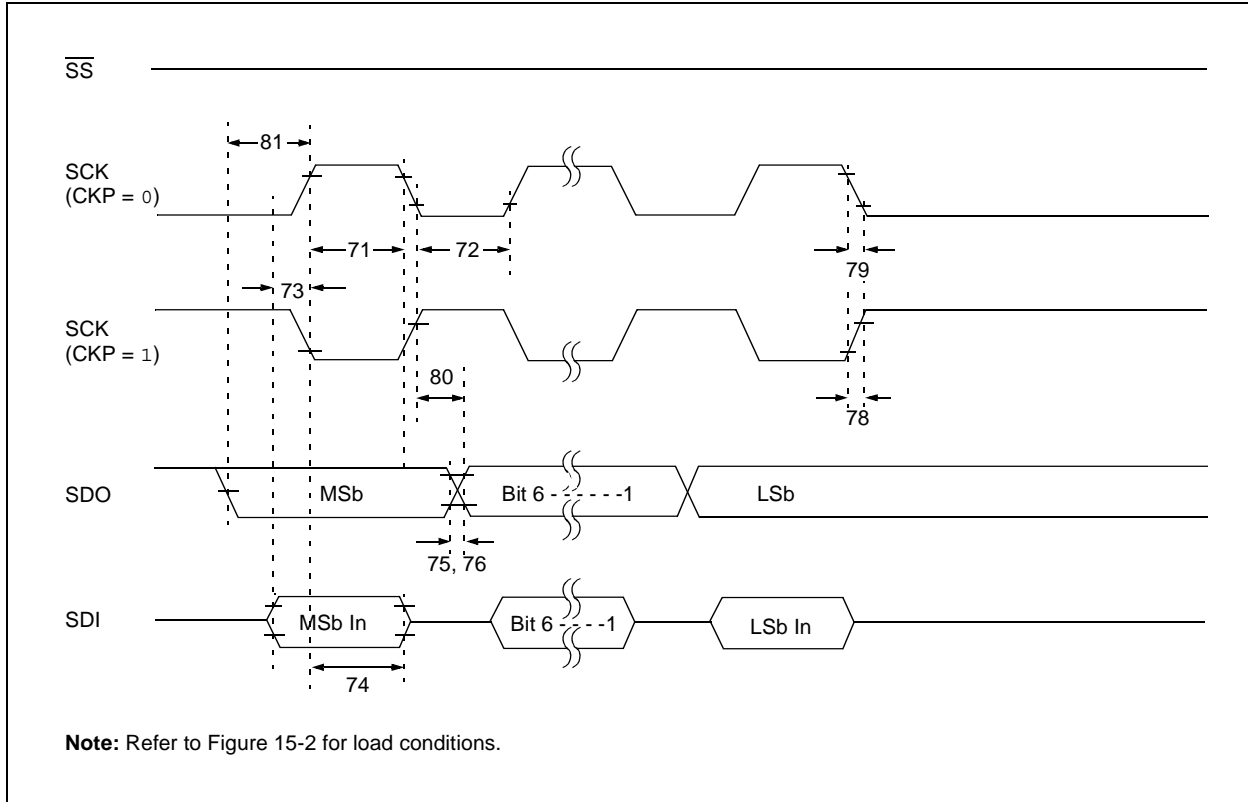 SS
81
SCK
(CKP = 0)
71
72
79
73
SCK
(CKP = 1)
80
78
SDO
MSb
Bit 6 - - - - - - -1
LSb
75, 76
SDI
MSb In
Bit 6 - - - - -1
LSb In
74
Note: Refer to Figure 15-2 for load conditions.